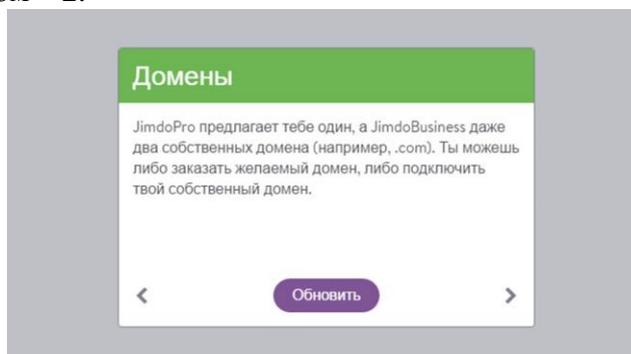 Домены
JimdoPro предлагает тебе один, а JimdoBusiness даже
два собственных домена (например, .com). Ты можешь
либо заказать желаемый домен, либо подключить
твой собственный домен.
Обновить